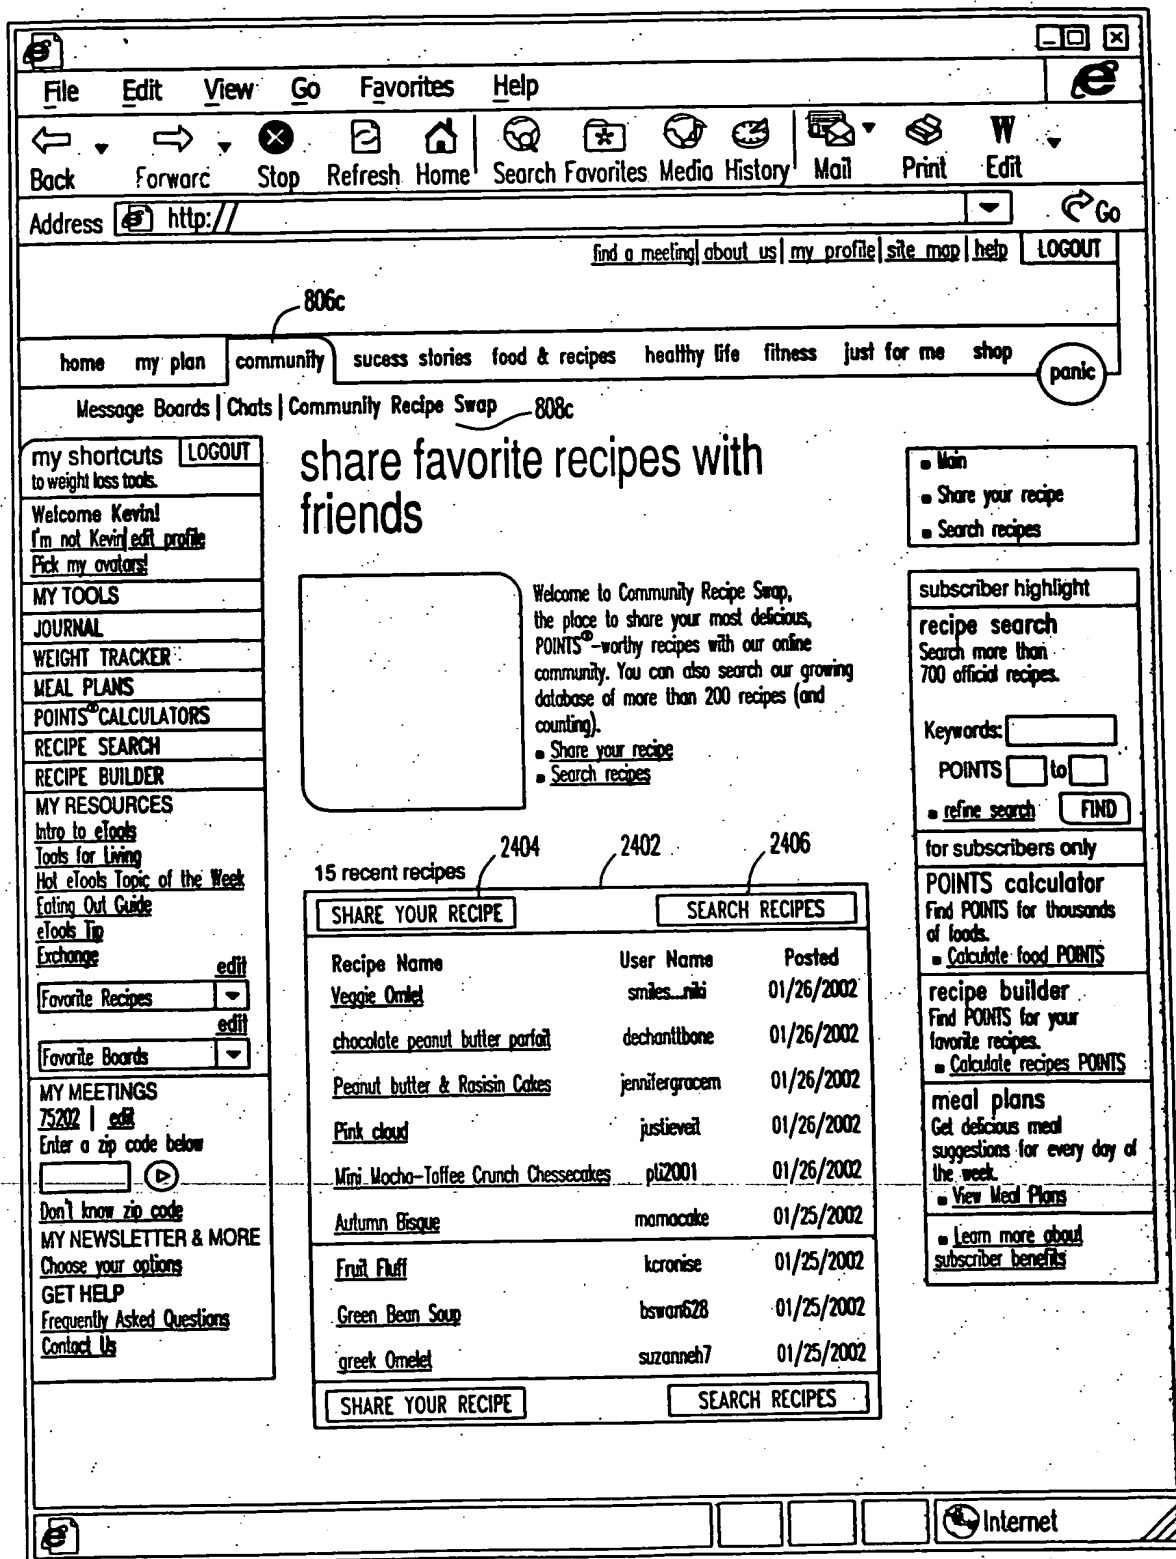 File Edit View Go Favorites Help
Back Forward Stop Refresh Home Search Favorites Media History Mail Print Edit
Address http:// Go
find a meeting| about us| my profile| site map| help LOGOUT
806c
home my plan community sucess stories food & recipes healthy life fitness just for me shop panic
Message Boards | Chats | Community Recipe Swap 808c
my shortcuts LOGOUT
to weight loss tools.
Welcome Kevin!
I'm not Kevin| edit profile
Pick my avatars!
MY TOOLS
JOURNAL
WEIGHT TRACKER
MEAL PLANS
POINTS® CALCULATORS
RECIPE SEARCH
RECIPE BUILDER
MY RESOURCES
Intro to eTools
Tools for Living
Hot eTools Topic of the Week
Eating Out Guide
eTools Tip
Exchange
edit
Favorite Recipes
edit
Favorite Boards
MY MEETINGS
75202 | edit
Enter a zip code below
Don't know zip code
MY NEWSLETTER & MORE
Choose your options
GET HELP
Frequently Asked Questions
Contact Us
share favorite recipes with
friends
Welcome to Community Recipe Swap,
the place to share your most delicious,
POINTS®-worthy recipes with our online
community. You can also search our growing
database of more than 200 recipes (and
counting).
Share your recipe
Search recipes
2404 2402 2406
15 recent recipes
SHARE YOUR RECIPE SEARCH RECIPES
Recipe Name User Name Posted
Veggie Omlet smiles...niki 01/26/2002
chocolate peanut butter parfait dechanttbone 01/26/2002
Peanut butter & Rasisin Cakes jennifergracem 01/26/2002
Pink cloud justieveil 01/26/2002
Mini Mocha-Toffee Crunch Chessecakes pli2001 01/26/2002
Autumn Bisque mamacake 01/25/2002
Fruit Fluff kcronise 01/25/2002
Green Bean Soup bswan628 01/25/2002
greek Omelet suzanneh7 01/25/2002
SHARE YOUR RECIPE SEARCH RECIPES
Main
Share your recipe
Search recipes
subscriber highlight
recipe search
Search more than
700 official recipes.
Keywords:
POINTS to
refine search FIND
for subscribers only
POINTS calculator
Find POINTS for thousands
of foods.
Calculate food POINTS
recipe builder
Find POINTS for your
favorite recipes.
Calculate recipes POINTS
meal plans
Get delicious meal
suggestions for every day of
the week.
View Meal Plans
Learn more about
subscriber benefits
Internet